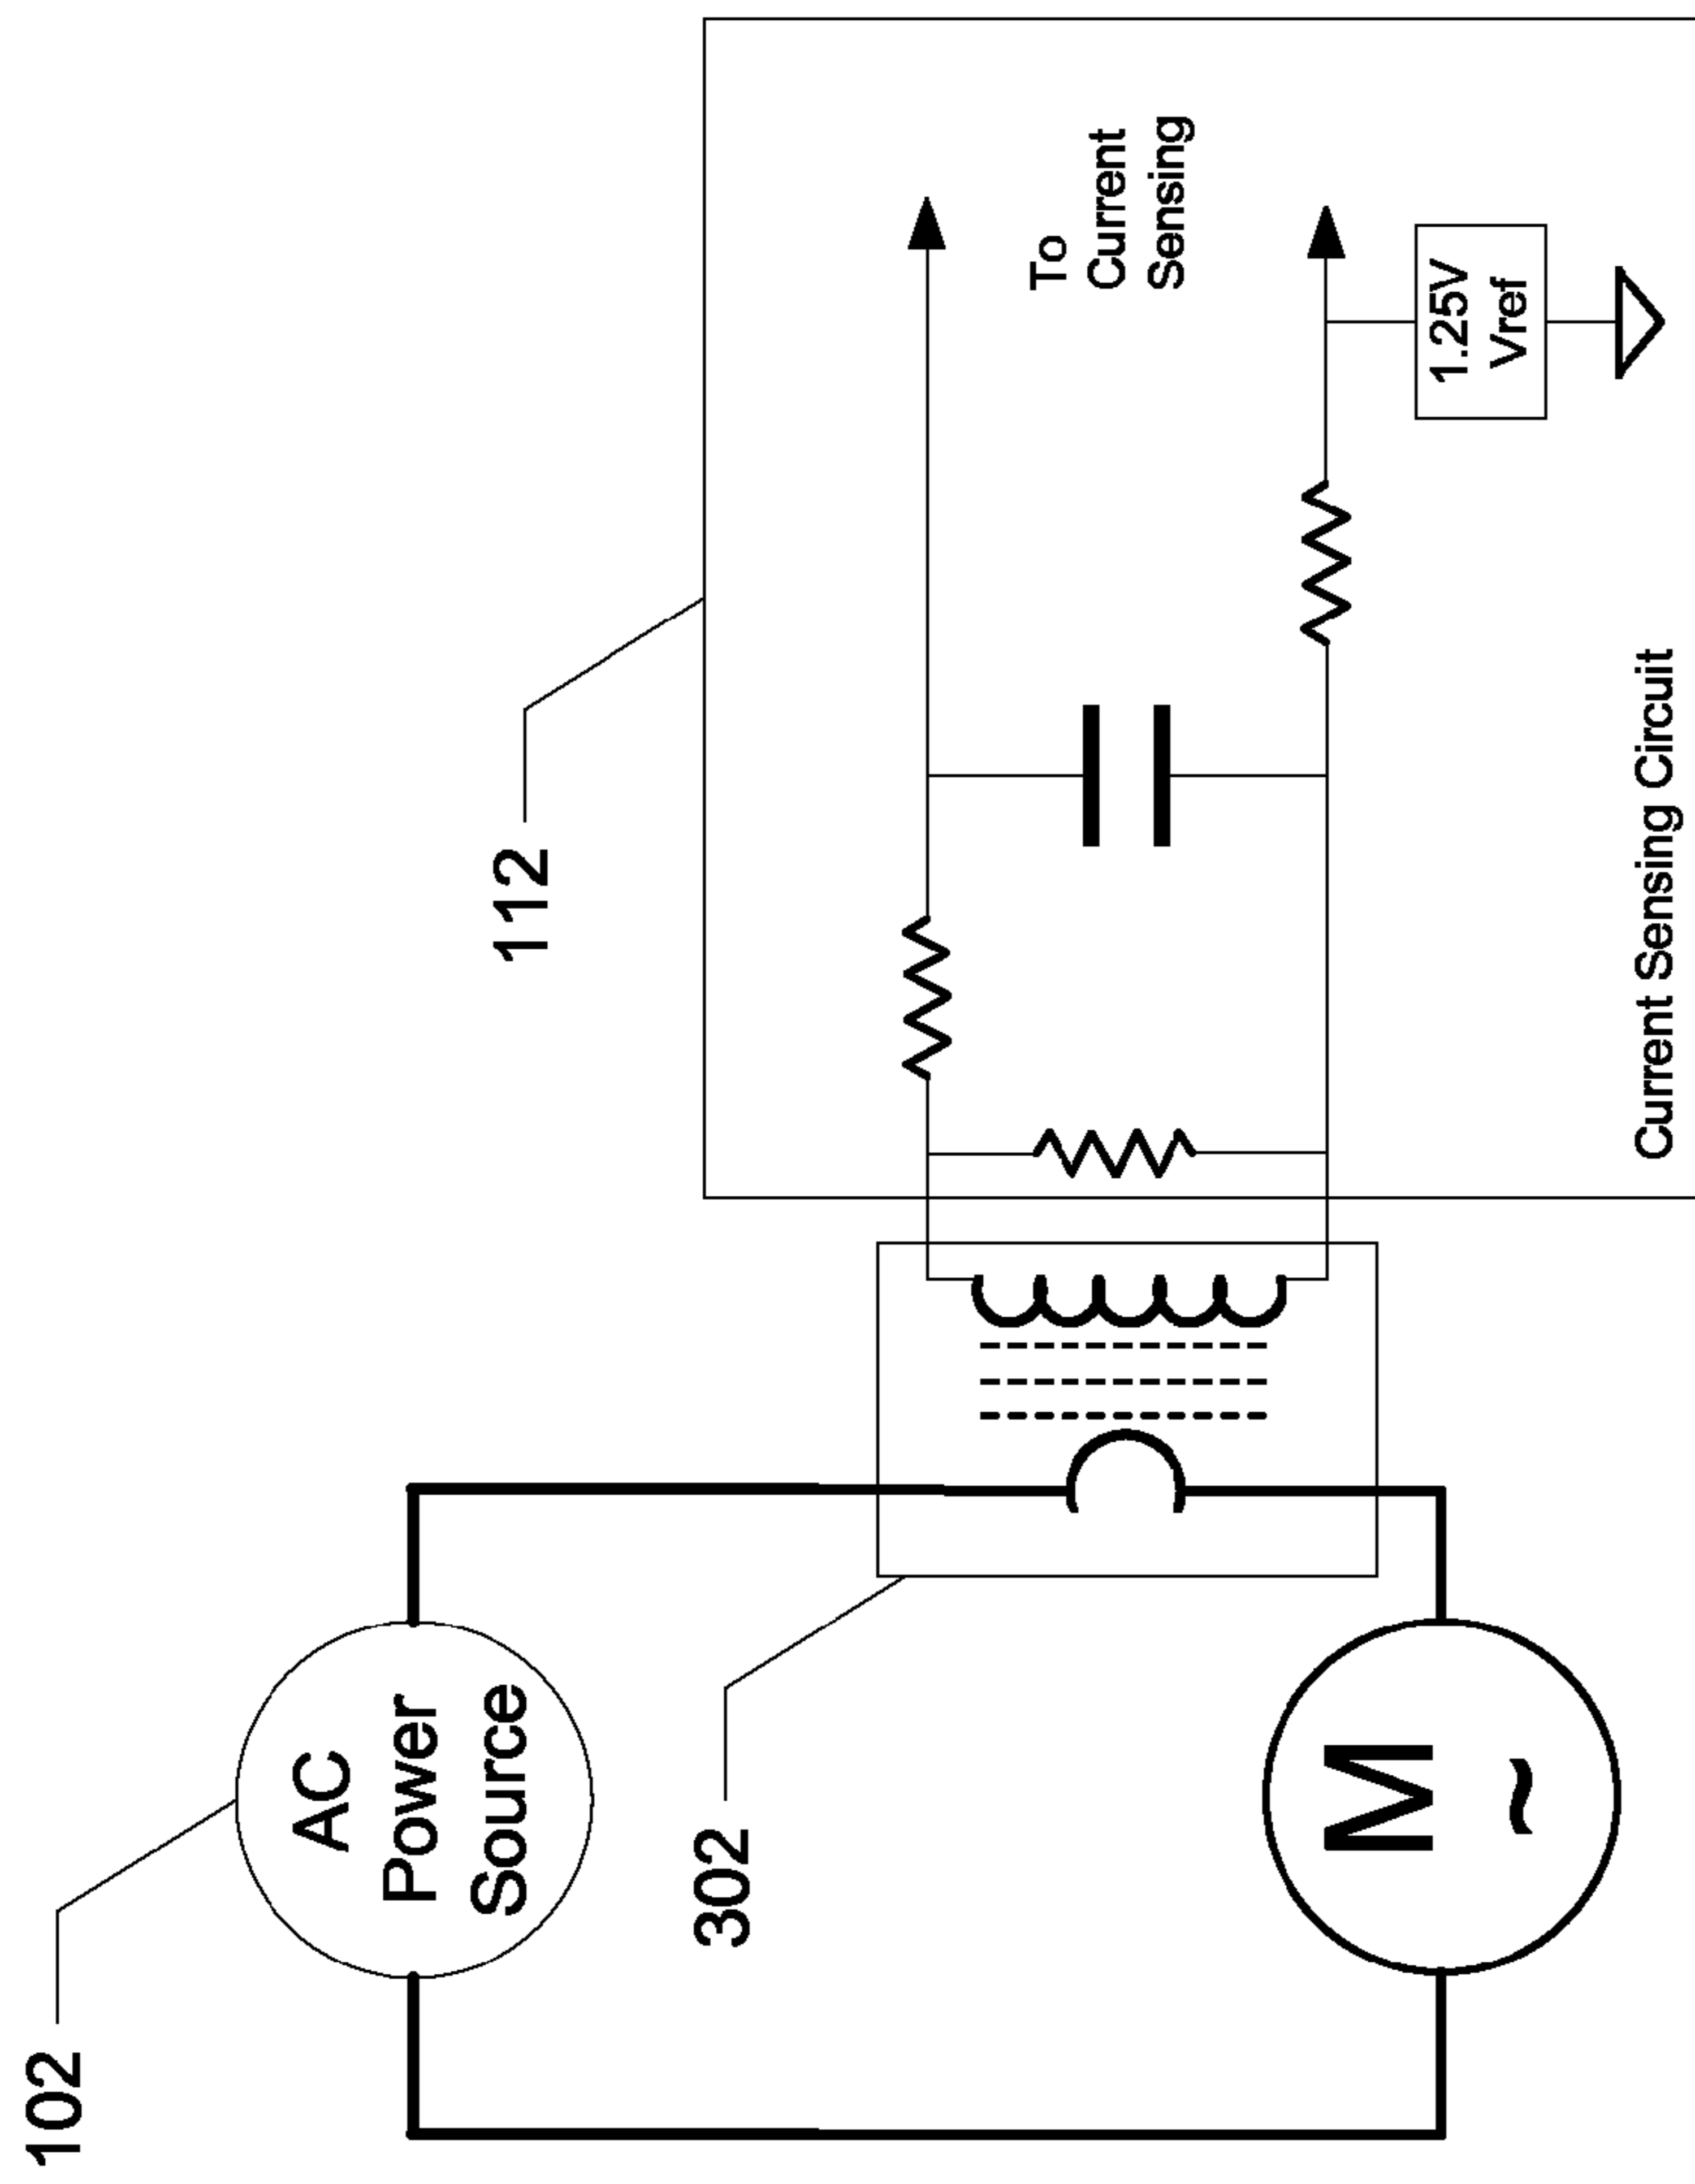 102
AC
Power
Source
302
M
~
112
To
Current
Sensing
1.25V
Vref
Current Sensing Circuit